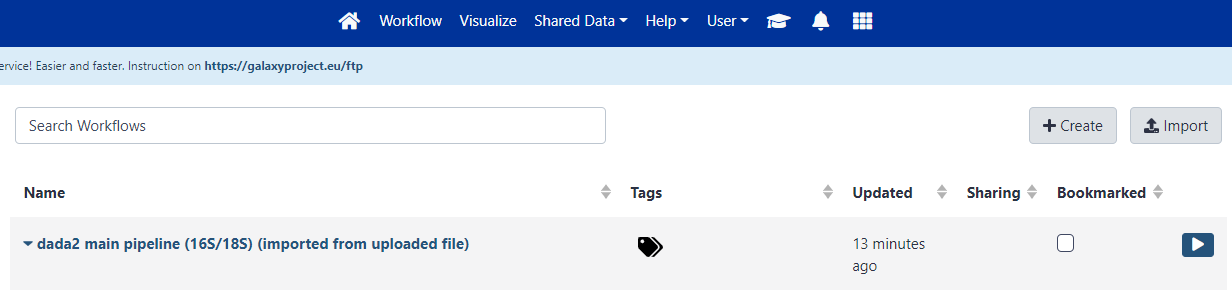 Workflow Visualize Shared Data Help User
ervice! Easier and faster. Instruction on https://galaxyproject.eu/ftp
Search Workflows
Create Import
Name Tags Updated Sharing Bookmarked
dada2 main pipeline (16S/18S) (imported from uploaded file) 13 minutes
ago